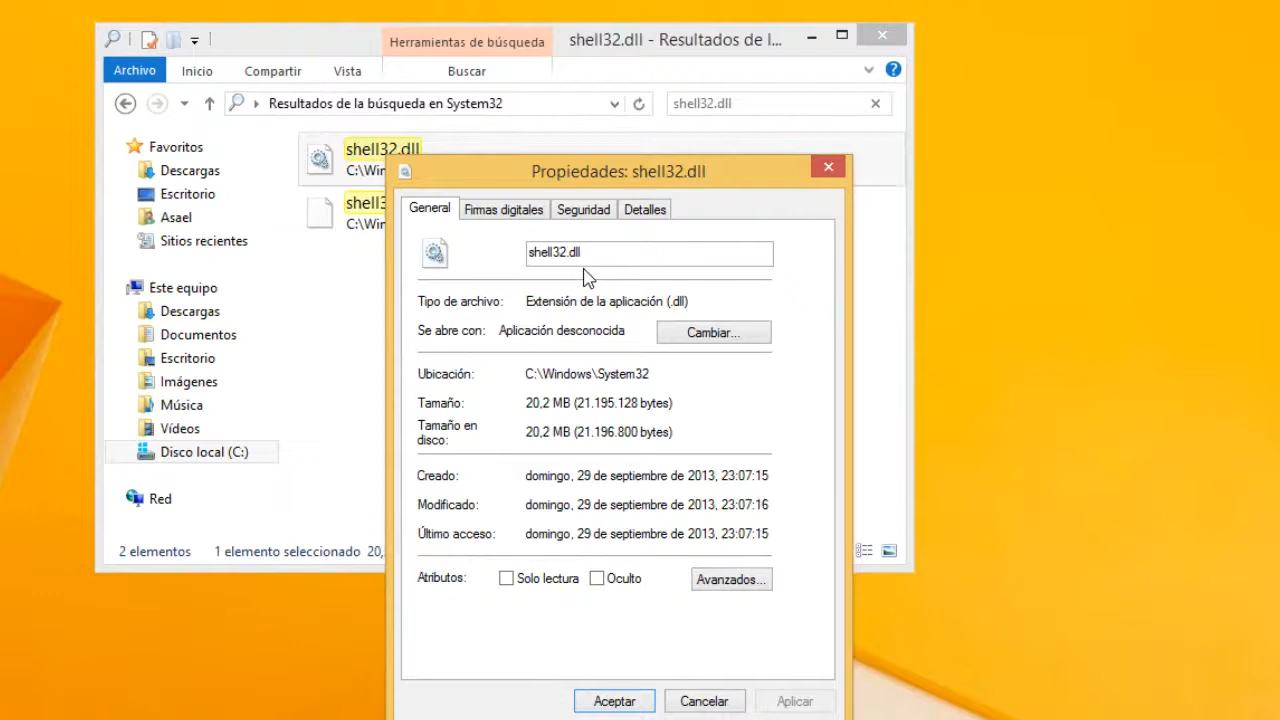 Herramientas de búsqueda
shell32.dll - Resultados de l...
Archivo
Inicio
Compartir
Vista
Buscar
Resultados de la búsqueda en System32
shell32.dll
Favoritos
Descargas
Escritorio
Asael
Sitios recientes
Este equipo
Descargas
Documentos
Escritorio
Imágenes
Música
Vídeos
Disco local (C:)
Red
shell32.dll
C:\Win
shell3
C:\Win
2 elementos
1 elemento seleccionado 20,
Propiedades: shell32.dll
General
Firmas digitales
Seguridad
Detalles
shell32.dll
Tipo de archivo: Extensión de la aplicación (.dll)
Se abre con: Aplicación desconocida
Cambiar...
Ubicación: C:\Windows\System32
Tamaño: 20,2 MB (21.195.128 bytes)
Tamaño en
disco: 20,2 MB (21.196.800 bytes)
Creado: domingo, 29 de septiembre de 2013, 23:07:15
Modificado: domingo, 29 de septiembre de 2013, 23:07:16
Último acceso: domingo, 29 de septiembre de 2013, 23:07:15
Atributos: Solo lectura Oculto
Avanzados...
Aceptar
Cancelar
Aplicar